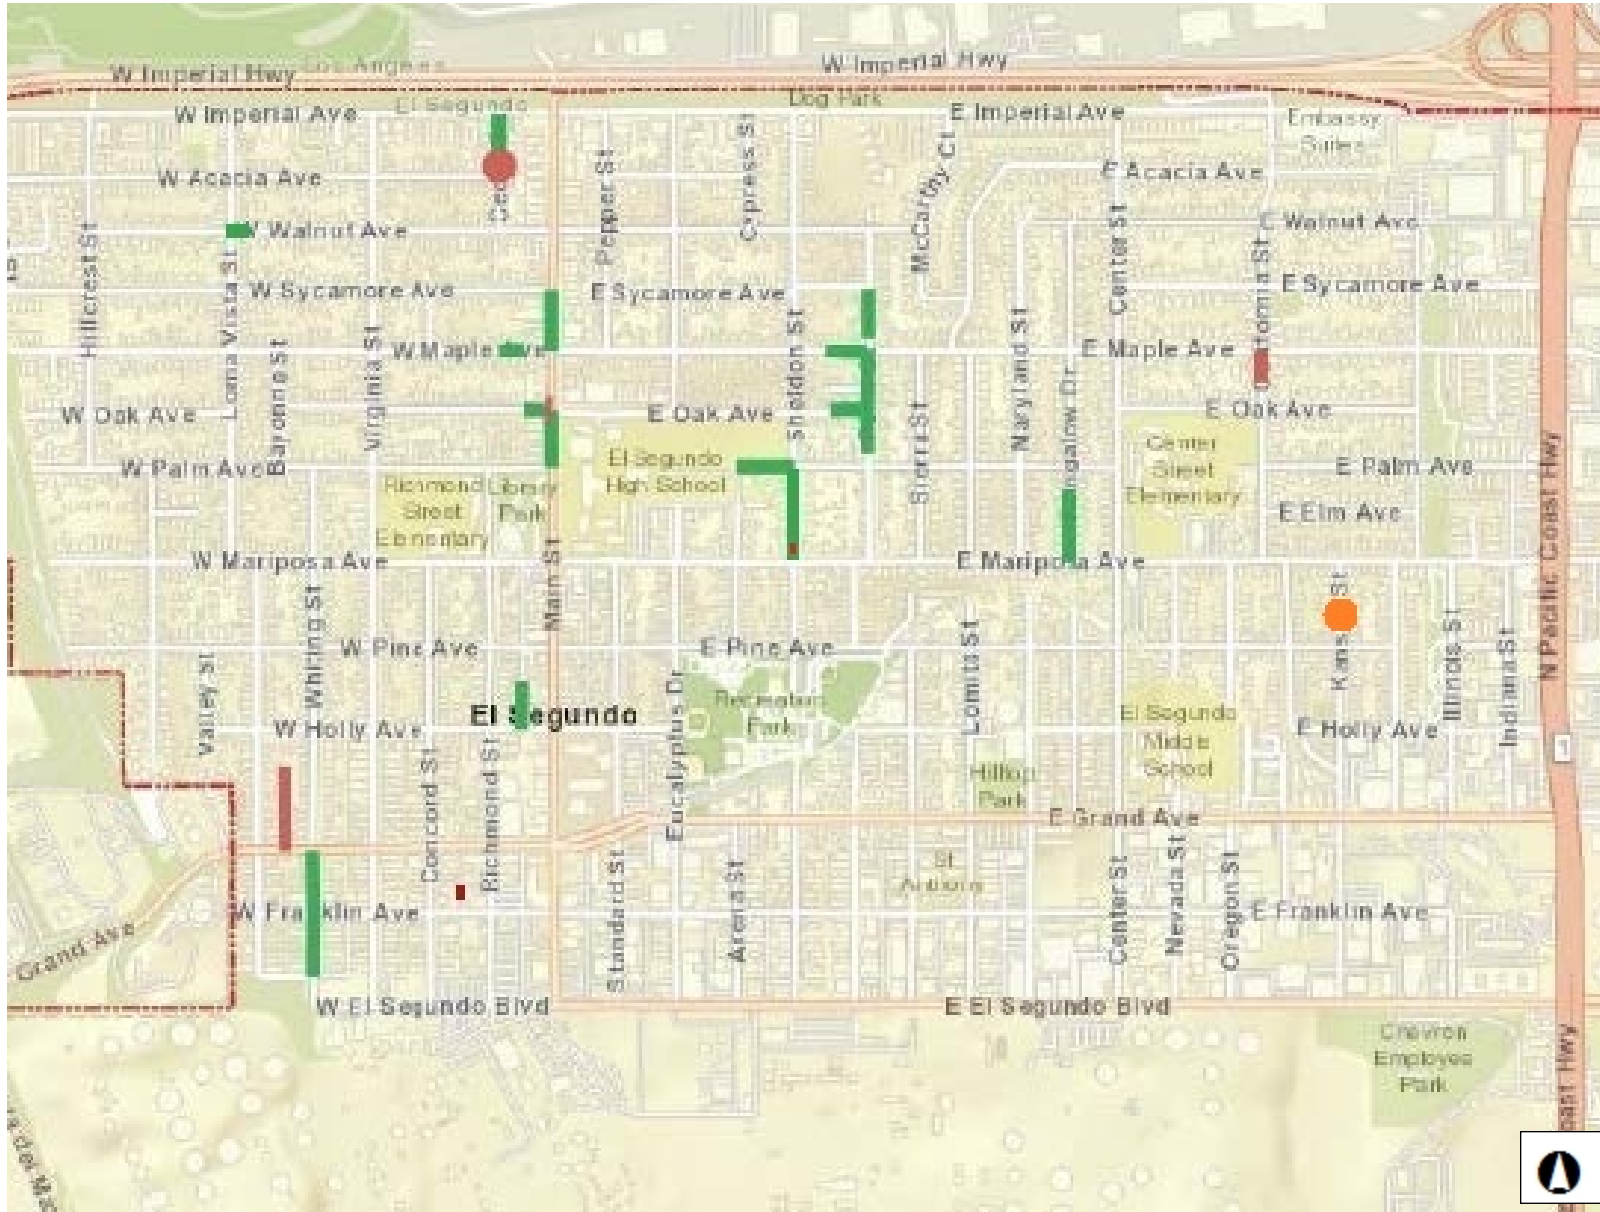 W Imperial Hwy
Los Angeles
W Imperial Hwy
El Segundo
Dog Park
W Imperial Ave
E Imperial Ave
Embassy
Suites
W Acacia Ave
E Acacia Ave
Pepper St
Cypress St
McCarthy Ct
Center St
Walnut Ave
E Walnut Ave
Hillcrest St
Loma Vista St
W Sycamore Ave
E Sycamore Ave
E Sycamore Ave
Baronne St
Virginia St
W Maple Ave
Sheldon St
Maryland St
E Maple Ave
W Oak Ave
E Oak Ave
Sierra St
E Oak Ave
W Palm Ave
El Segundo
High School
Center
Street
Elementary
E Palm Ave
Richmond
Street
Elementary
Library
Park
E Elm Ave
N Pacific Coast Hwy
W Mariposa Ave
Main St
E Mariposa Ave
Whiting St
W Pine Ave
E Pine Ave
Lomita St
St
Illinois St
Indiana St
Valley St
El Segundo
Eucalyptus Dr
Recreation
Park
El Segundo
Middle
School
W Holly Ave
E Holly Ave
1
Concord St
Richmond St
Hilltop
Park
E Grand Ave
St
Anthony
Standard St
Arena St
Center St
Nevada St
Oregon St
Grand Ave
W Franklin Ave
E Franklin Ave
W El Segundo Blvd
E El Segundo Blvd
Chevron
Employee
Park